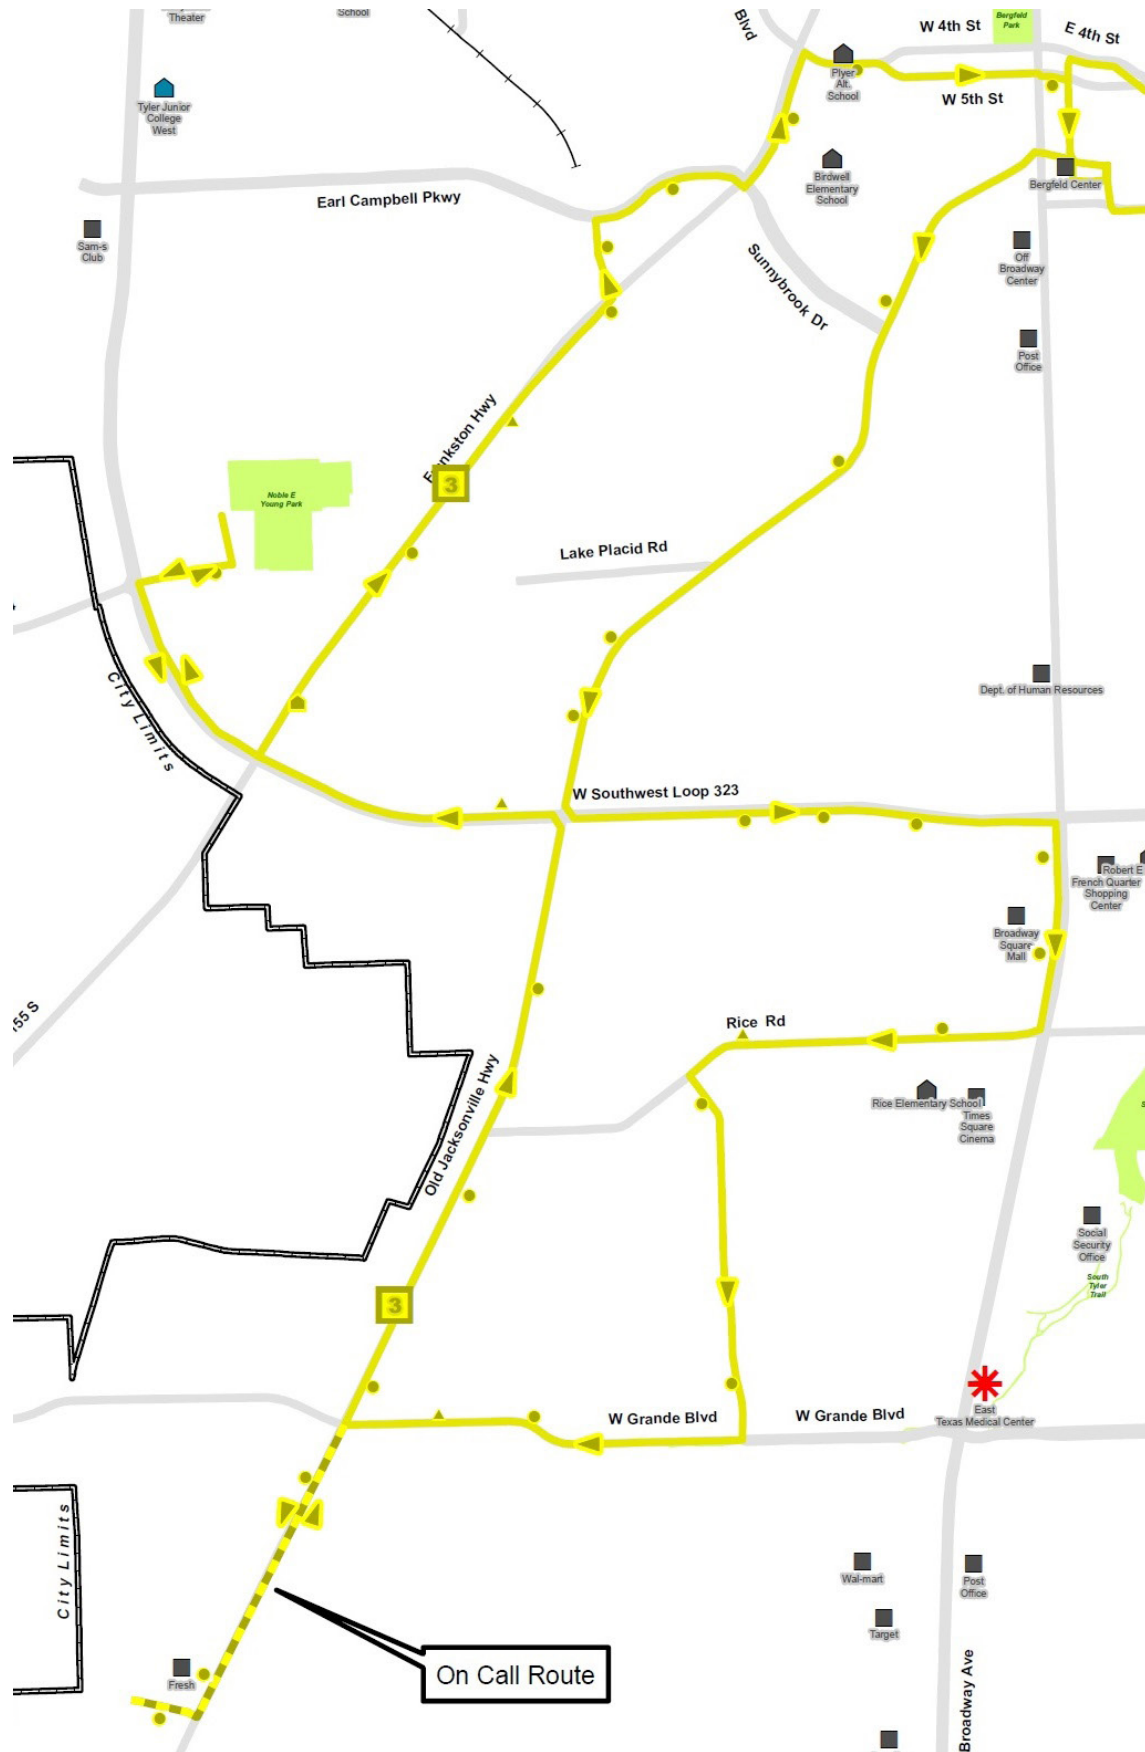 Theater
School
Blvd
W 4th St
Bergfeld
Park
E 4th St
Plyer
Alt.
School
W 5th St
Tyler Junior
College
West
Birdwell
Elementary
School
Bergfeld Center
Earl Campbell Pkwy
Sam-s
Club
Sunnybrook Dr
Off
Broadway
Center
Post
Office
Frankston Hwy
3
Noble E
Young Park
Lake Placid Rd
City Limits
Dept. of Human Resources
W Southwest Loop 323
Robert E
French Quarter
Shopping
Center
Broadway
Square
Mall
155 S
Rice Rd
Old Jacksonville Hwy
Rice Elementary School
Times
Square
Cinema
Social
Security
Office
South
Tyler
Trail
3
East
Texas Medical Center
W Grande Blvd
W Grande Blvd
City Limits
Wal-mart
Post
Office
Target
Fresh
On Call Route
Broadway Ave